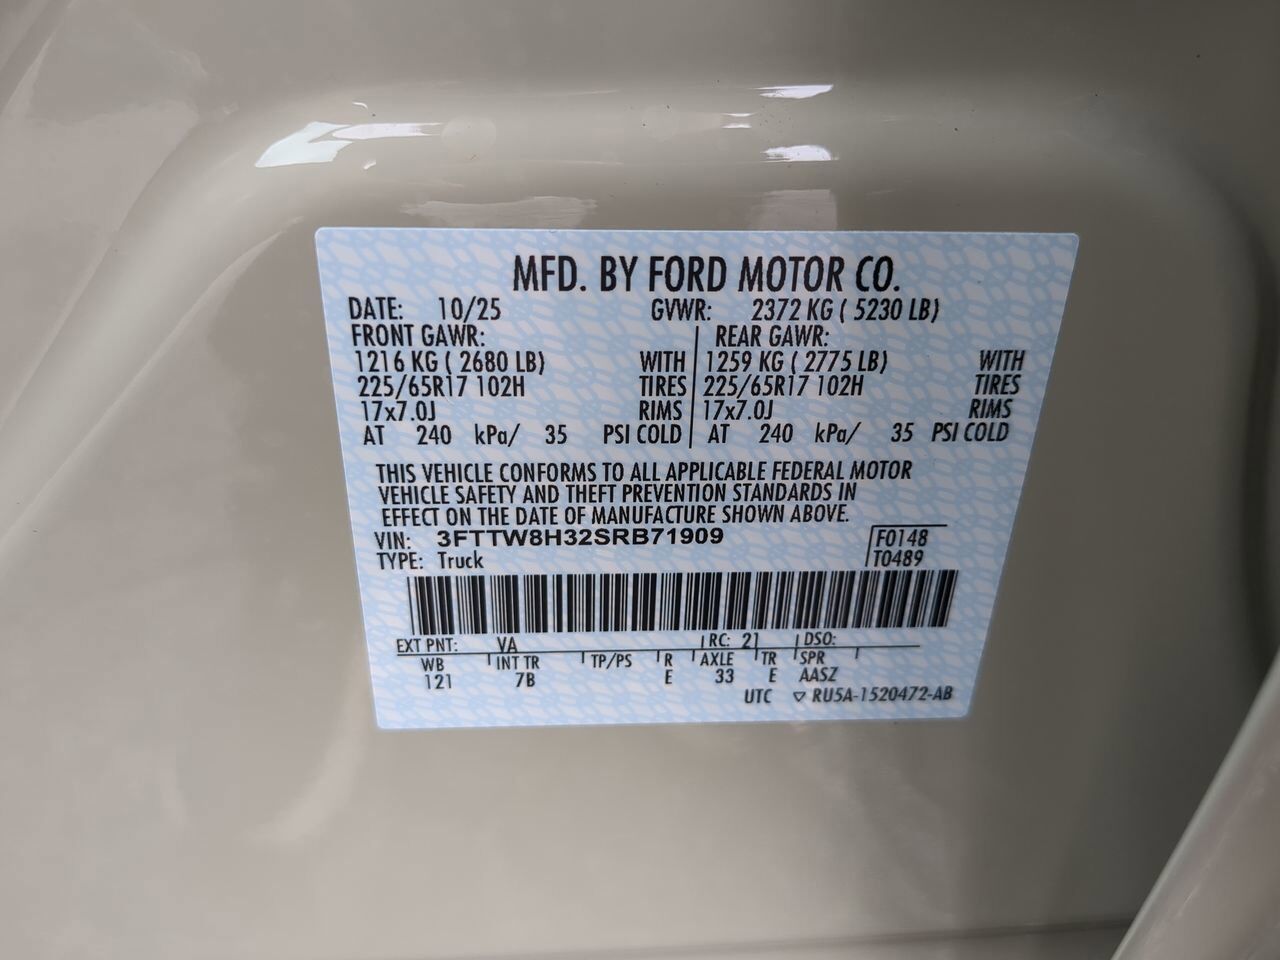 MFD. BY FORD MOTOR CO.
DATE: 10/25 GVWR: 2372 KG ( 5230 LB)
FRONT GAWR: REAR GAWR:
1216 KG ( 2680 LB) WITH 1259 KG ( 2775 LB) WITH
225/65R17 102H TIRES 225/65R17 102H TIRES
17x7.0J RIMS 17x7.0J RIMS
AT 240 kPa/ 35 PSI COLD AT 240 kPa/ 35 PSI COLD
THIS VEHICLE CONFORMS TO ALL APPLICABLE FEDERAL MOTOR
VEHICLE SAFETY AND THEFT PREVENTION STANDARDS IN
EFFECT ON THE DATE OF MANUFACTURE SHOWN ABOVE.
VIN: 3FTTW8H32SRB71909 F0148
TYPE: Truck T0489
EXT PNT: VA RC: 21 DSO:
WB INT TR TP/PS R AXLE TR SPR
121 7B E 33 E AASZ
UTC ▽ RU5A-1520472-AB